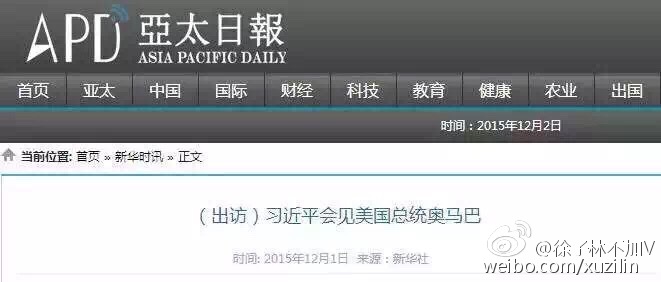 APD 亞太日報
ASIA PACIFIC DAILY
首页 亚太 中国 国际 财经 科技 教育 健康 农业 出国
时间：2015年12月2日
当前位置: 首页 » 新华时讯 » 正文
（出访）习近平会见美国总统奥马巴
时间: 2015年12月1日 来源：新华社
@徐子林不加V
weibo.com/xuzilin